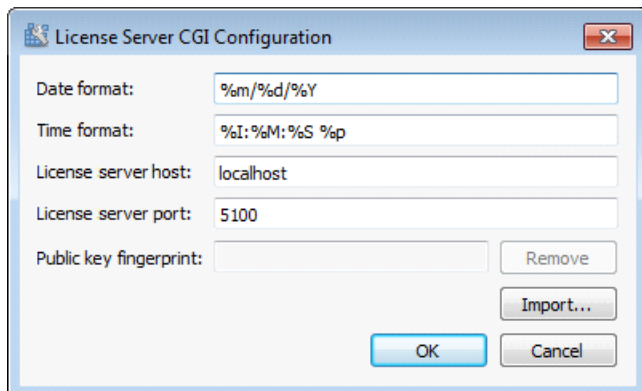 License Server CGI Configuration
Date format: %m/%d/%Y
Time format: %I:%M:%S %p
License server host: localhost
License server port: 5100
Public key fingerprint: Remove
Import...
OK Cancel